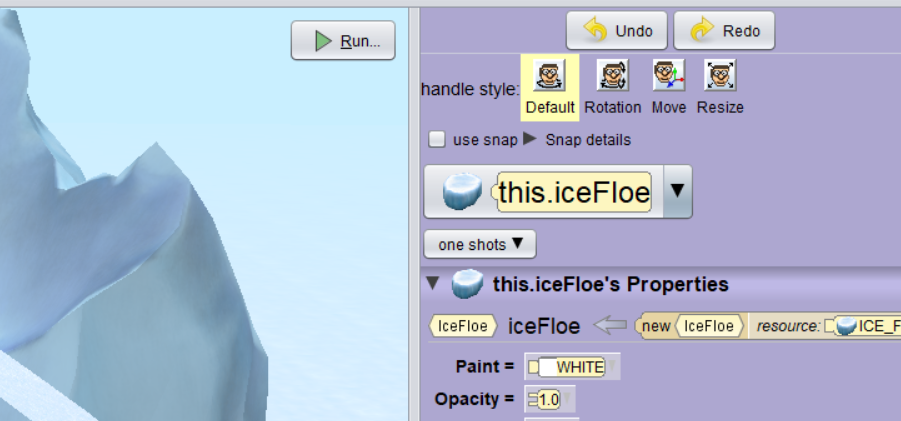 Run...
Undo Redo
handle style: Default Rotation Move Resize
use snap Snap details
this.iceFloe
one shots
this.iceFloe's Properties
IceFloe iceFloe new IceFloe resource: ICE_F
Paint = WHITE
Opacity = 1.0